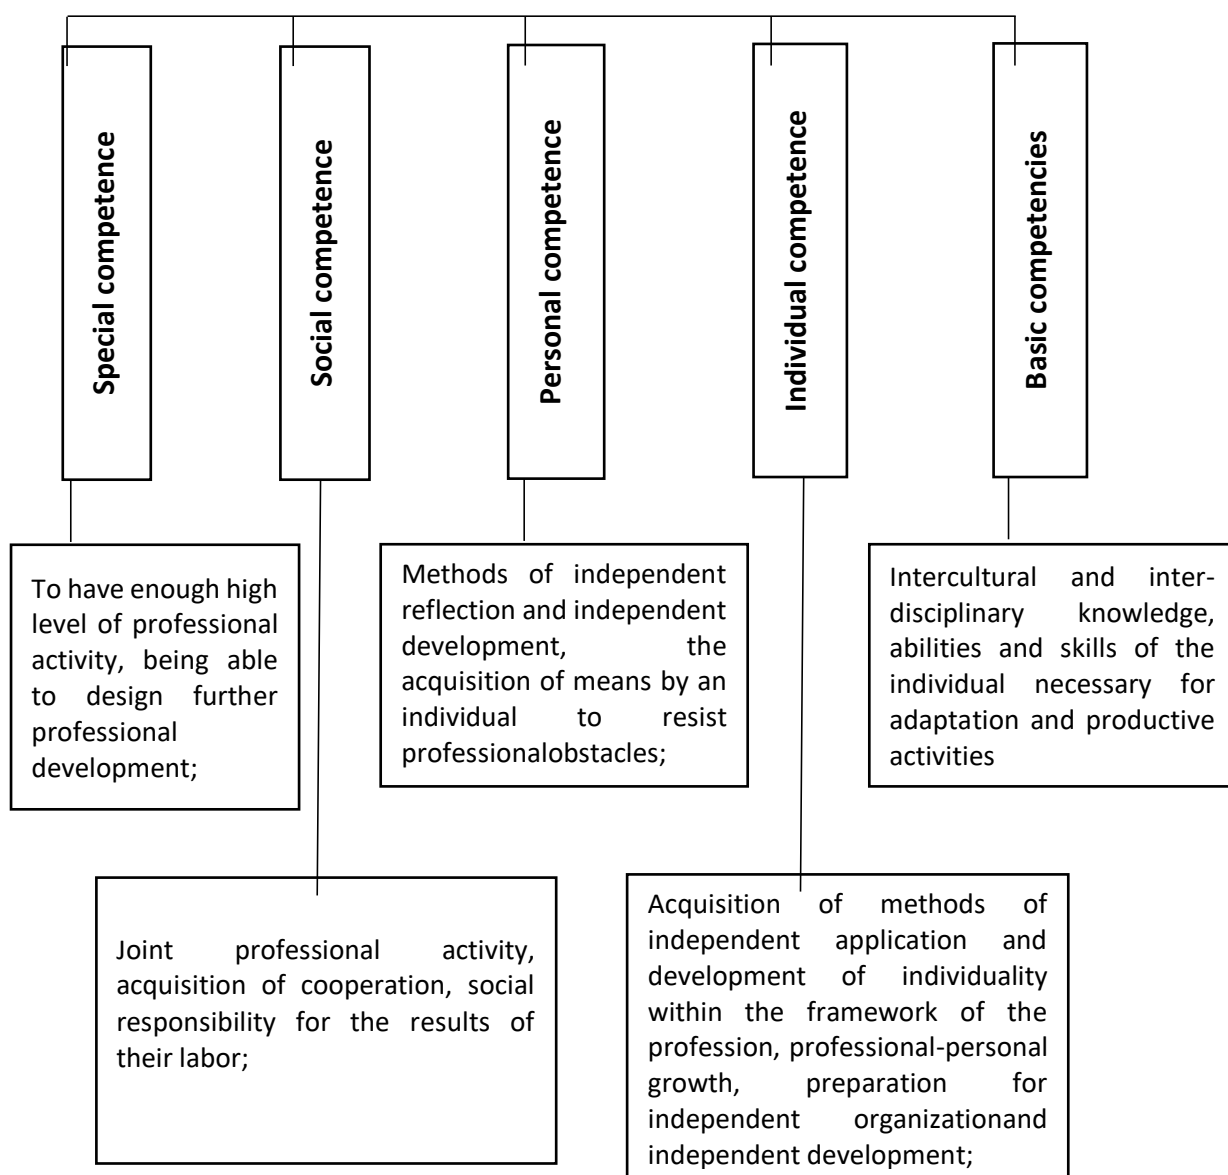 Special competence
Social competence
Personal competence
Individual competence
Basic competencies
To have enough high
level of professional
activity, being able
to design further
professional
development;
Methods of independent
reflection and independent
development, the
acquisition of means by an
individual to resist
professionalobstacles;
Intercultural and inter-
disciplinary knowledge,
abilities and skills of the
individual necessary for
adaptation and productive
activities
Joint professional activity,
acquisition of cooperation, social
responsibility for the results of
their labor;
Acquisition of methods of
independent application and
development of individuality
within the framework of the
profession, professional-personal
growth, preparation for
independent organizationand
independent development;